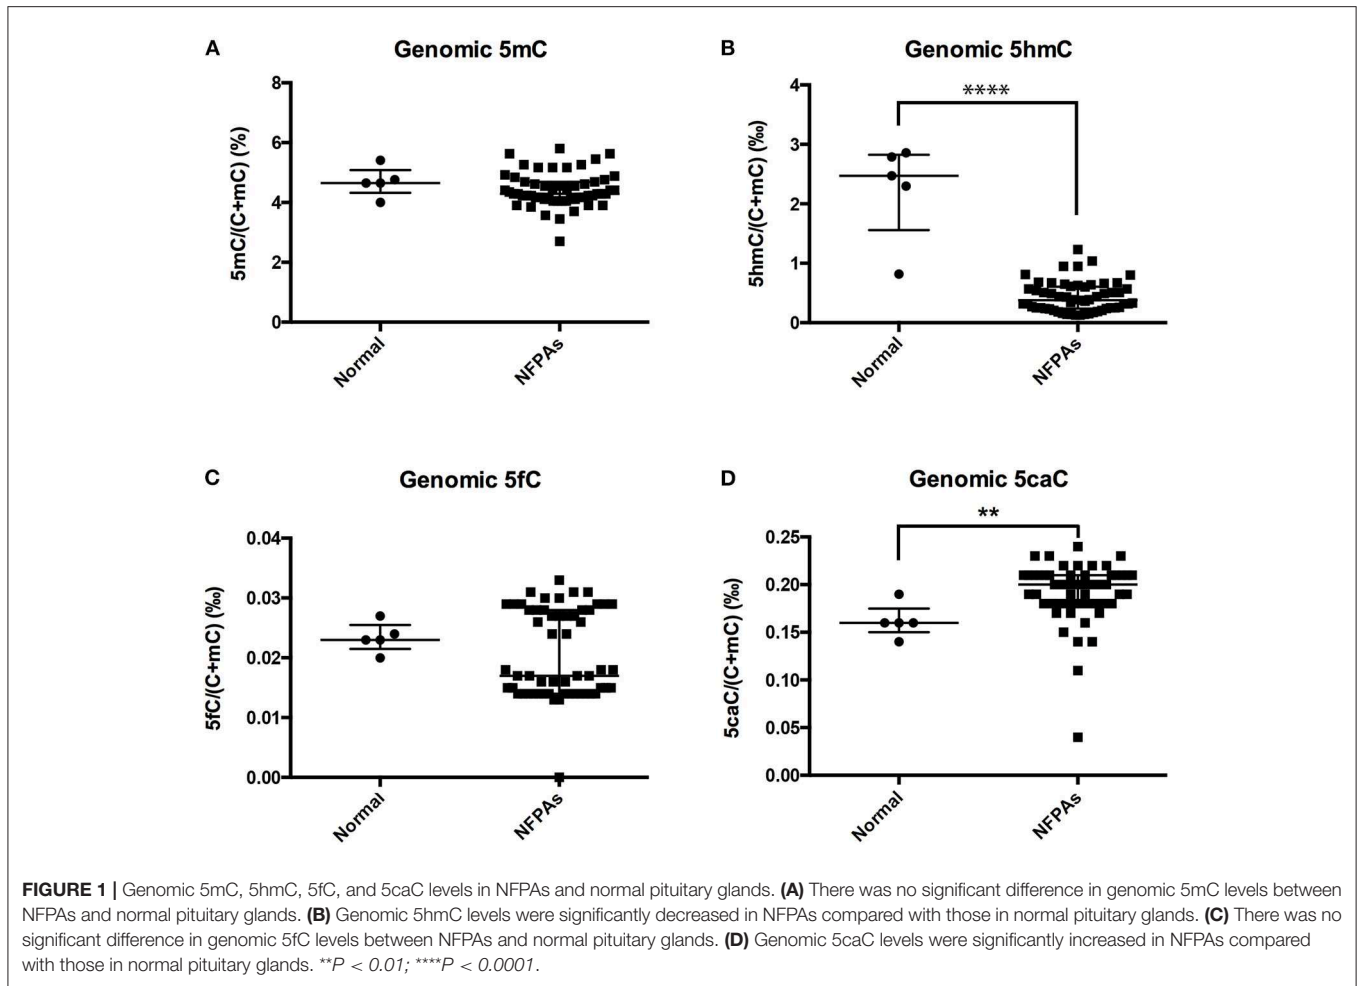 A
Genomic 5mC
5mC/(C+mC) (%)
8
6
4
2
0
Normal
NFPAs
B
Genomic 5hmC
****
5hmC/(C+mC) (‰)
4
3
2
1
0
Normal
NFPAs
C
Genomic 5fC
5fC/(C+mC) (‰)
0.04
0.03
0.02
0.01
0.00
Normal
NFPAs
D
Genomic 5caC
**
5caC/(C+mC) (‰)
0.25
0.20
0.15
0.10
0.05
0.00
Normal
NFPAs
FIGURE 1 | Genomic 5mC, 5hmC, 5fC, and 5caC levels in NFPAs and normal pituitary glands. (A) There was no significant difference in genomic 5mC levels between
NFPAs and normal pituitary glands. (B) Genomic 5hmC levels were significantly decreased in NFPAs compared with those in normal pituitary glands. (C) There was no
significant difference in genomic 5fC levels between NFPAs and normal pituitary glands. (D) Genomic 5caC levels were significantly increased in NFPAs compared
with those in normal pituitary glands. **P < 0.01; ****P < 0.0001.